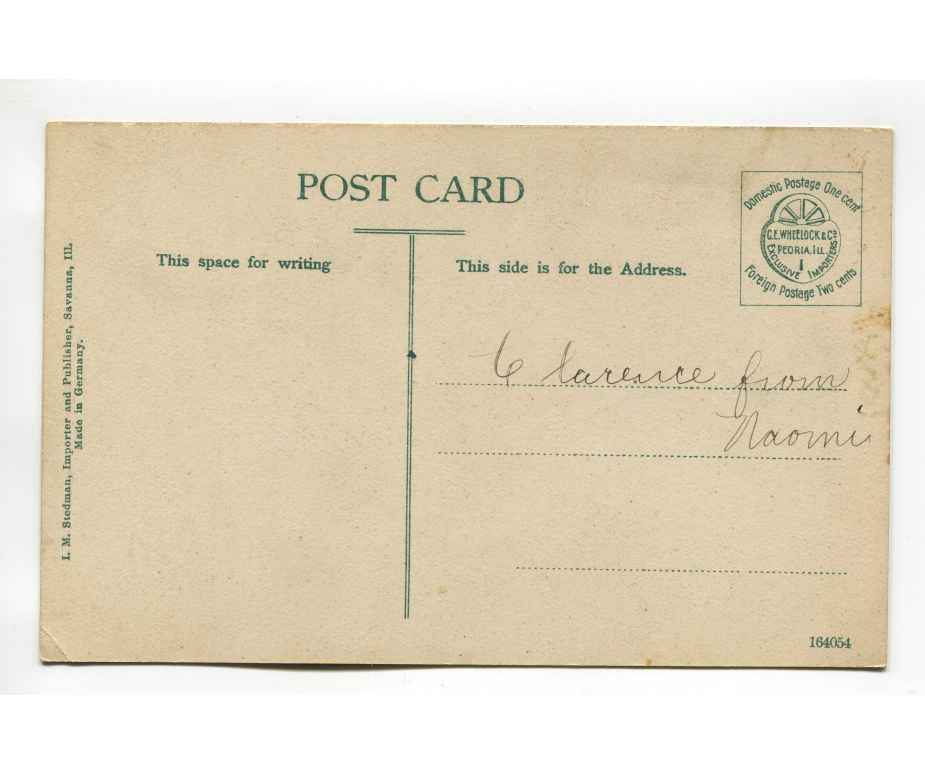 POST CARD
This space for writing
This side is for the Address.
Domestic Postage One cent
C.E. WHEELOCK & Co
PEORIA, ILL.
EXCLUSIVE IMPORTERS
Foreign Postage Two cents
Clarence from
Naomi
I. M. Stedman, Importer and Publisher, Savanna, Ill.
Made in Germany.
164054